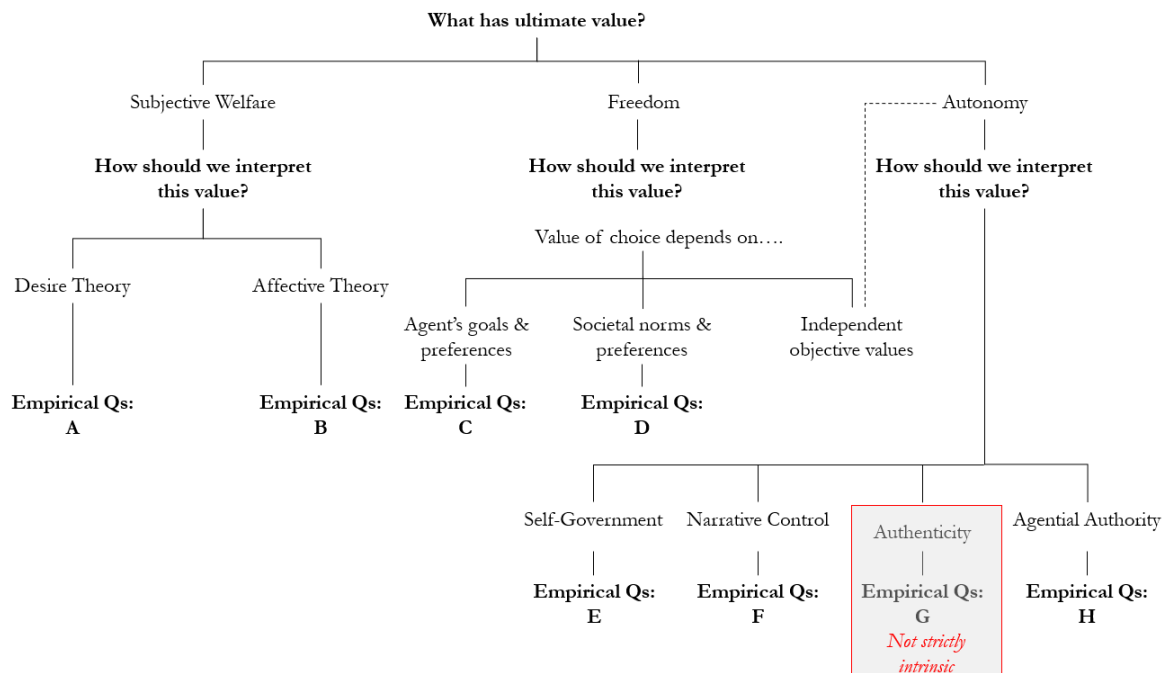 What has ultimate value?
Subjective Welfare
Freedom
Autonomy
How should we interpret
this value?
How should we interpret
this value?
How should we interpret
this value?
Value of choice depends on….
Desire Theory
Affective Theory
Agent's goals &
preferences
Societal norms &
preferences
Independent
objective values
Empirical Qs:
A
Empirical Qs:
B
Empirical Qs:
C
Empirical Qs:
D
Self-Government
Narrative Control
Authenticity
Agential Authority
Empirical Qs:
E
Empirical Qs:
F
Empirical Qs:
G
Not strictly
intrinsic
Empirical Qs:
H